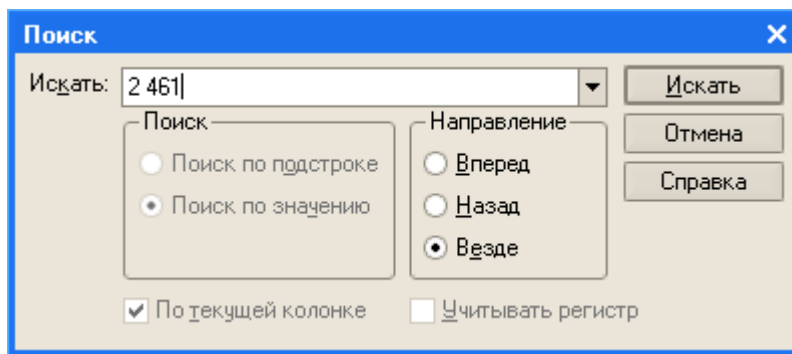 Поиск
Искать: 2 461 Искать
Поиск Направление Отмена
Поиск по подстроке Вперед Справка
Поиск по значению Назад
Везде
По текущей колонке Учитывать регистр